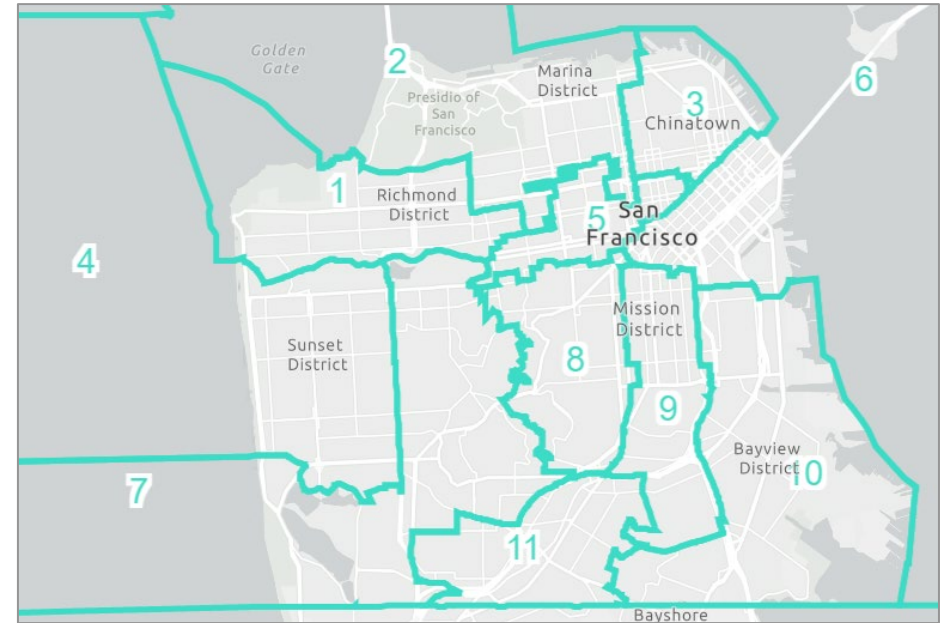 Golden
Gate
2
Marina
District
6
Presidio of
San
Francisco
3
Chinatown
1
Richmond
District
5
San
Francisco
4
Mission
District
Sunset
District
8
9
Bayview
District
10
7
11
Bayshore